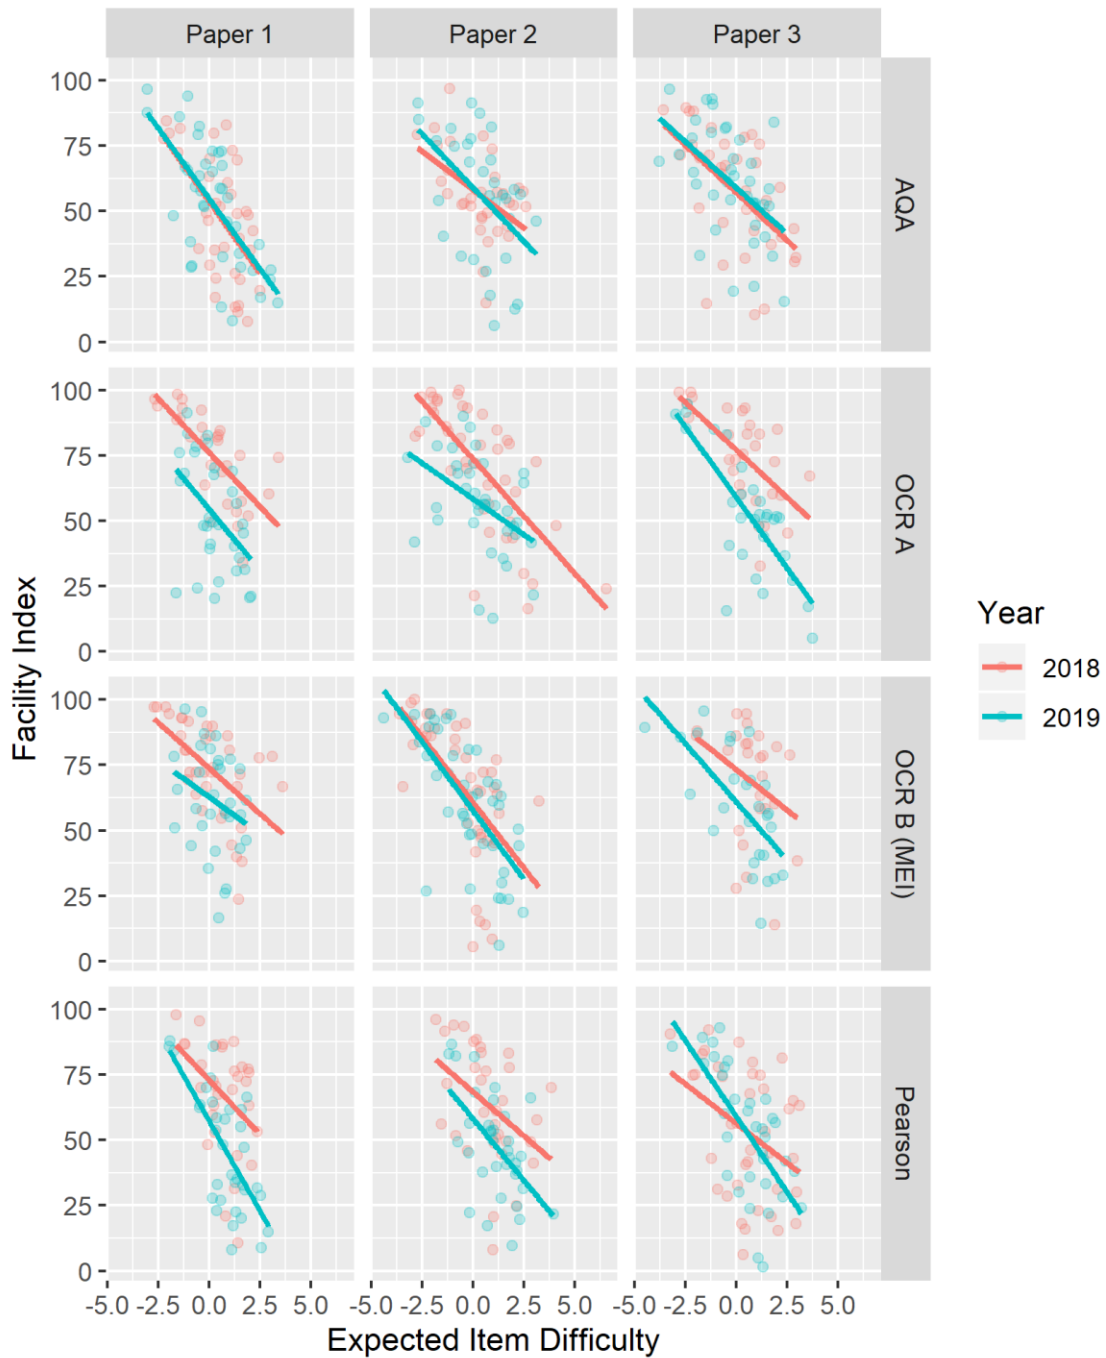 Paper 1 Paper 2 Paper 3
100
75
50
25
0
AQA
100
75
50
25
0
OCR A
100
75
50
25
0
OCR B (MEI)
100
75
50
25
0
Pearson
-5.0 -2.5 0.0 2.5 5.0 -5.0 -2.5 0.0 2.5 5.0 -5.0 -2.5 0.0 2.5 5.0
Expected Item Difficulty
Facility Index
Year
2018
2019